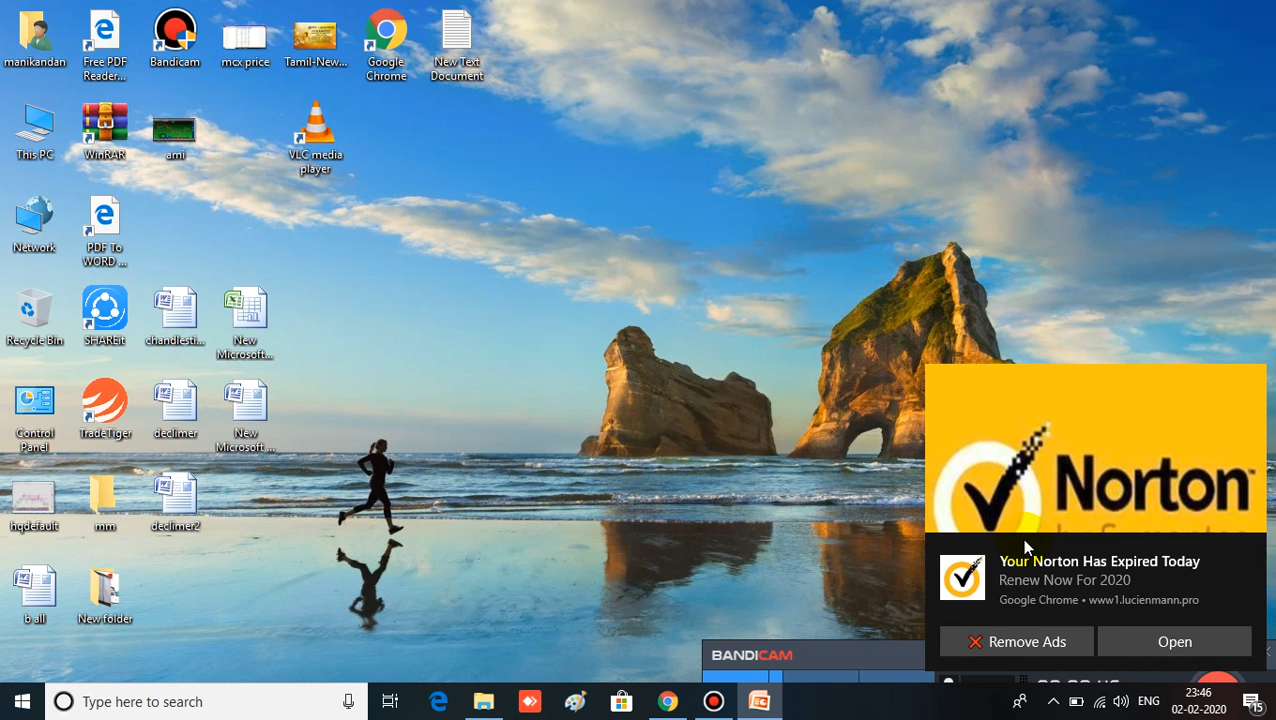 manikandan
Free PDF
Reader...
Bandicam
mcx price
Tamil-New...
Google
Chrome
New Text
Document
This PC
WinRAR
ami
VLC media
player
Network
PDF To
WORD ...
Recycle Bin
SHAREit
chandlesti...
New
Microsoft...
Control
Panel
TradeTiger
declimer
New
Microsoft ...
hqdefault
mm
declimer2
b all
New folder
Norton
Your Norton Has Expired Today
Renew Now For 2020
Google Chrome • www1.lucienmann.pro
Remove Ads
Open
BANDICAM
Type here to search
ENG
23:46
02-02-2020
15